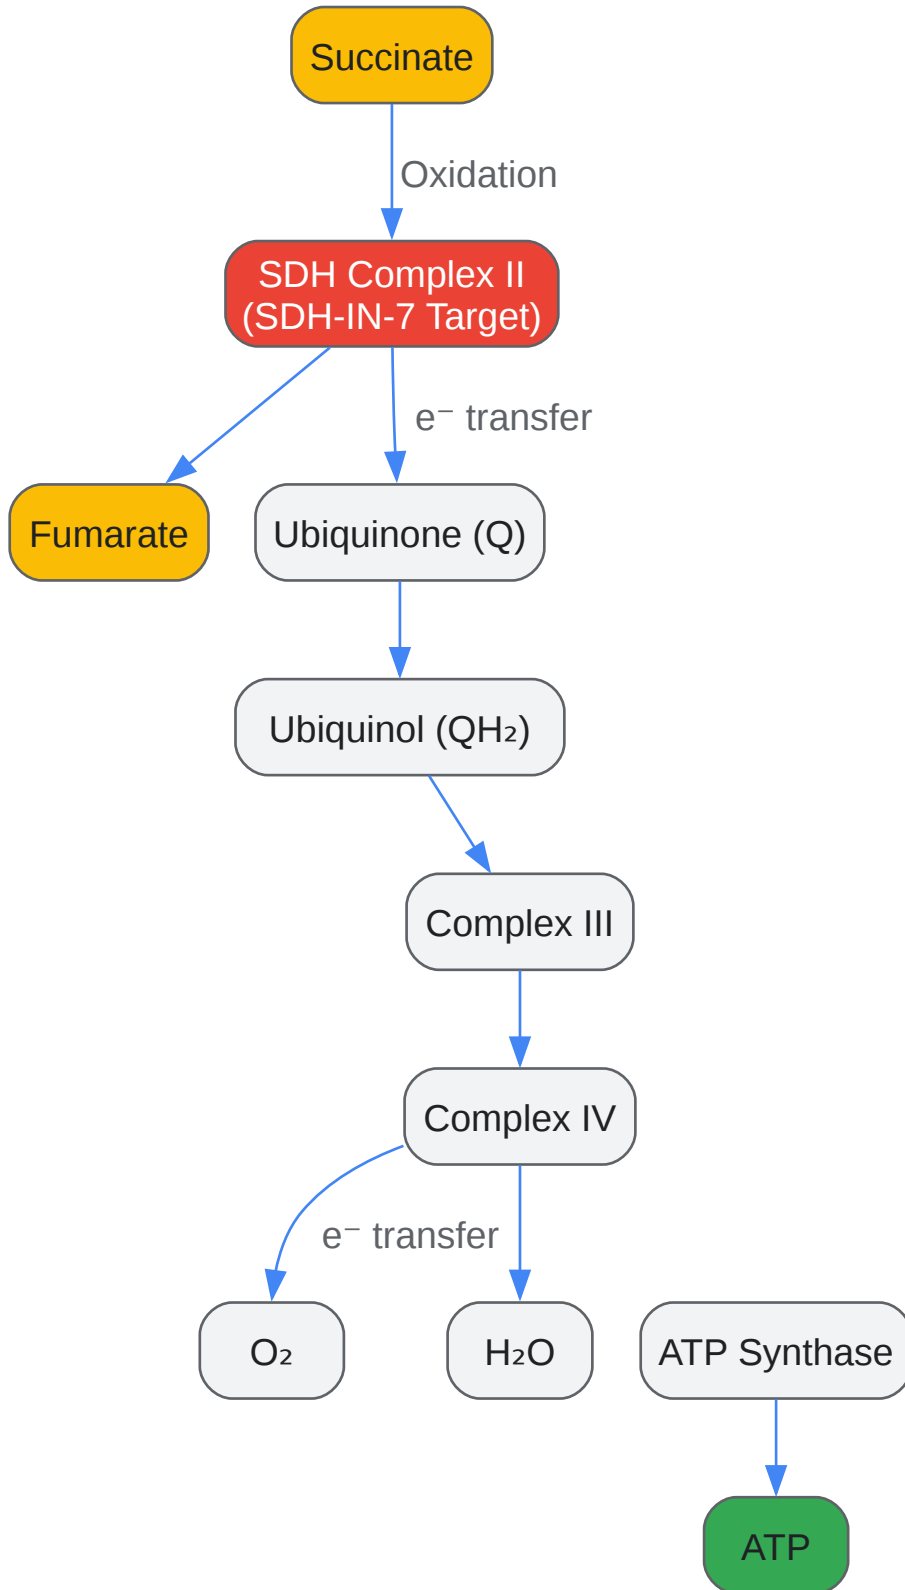 Succinate
Oxidation
SDH Complex II
(SDH-IN-7 Target)
e⁻ transfer
Fumarate
Ubiquinone (Q)
Ubiquinol (QH₂)
Complex III
Complex IV
e⁻ transfer
O₂
H₂O
ATP Synthase
ATP